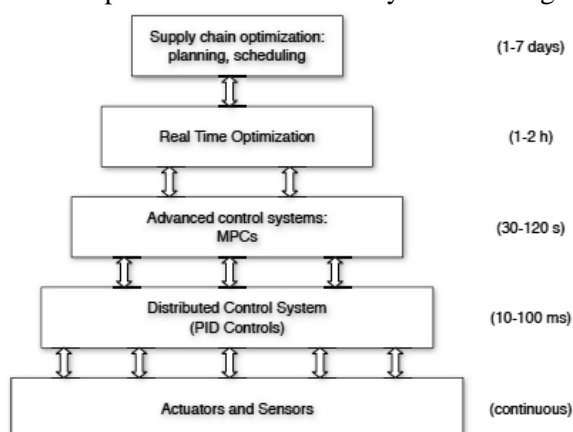 Supply chain optimization:
planning, scheduling
(1-7 days)
Real Time Optimization
(1-2 h)
Advanced control systems:
MPCs
(30-120 s)
Distributed Control System
(PID Controls)
(10-100 ms)
Actuators and Sensors
(continuous)